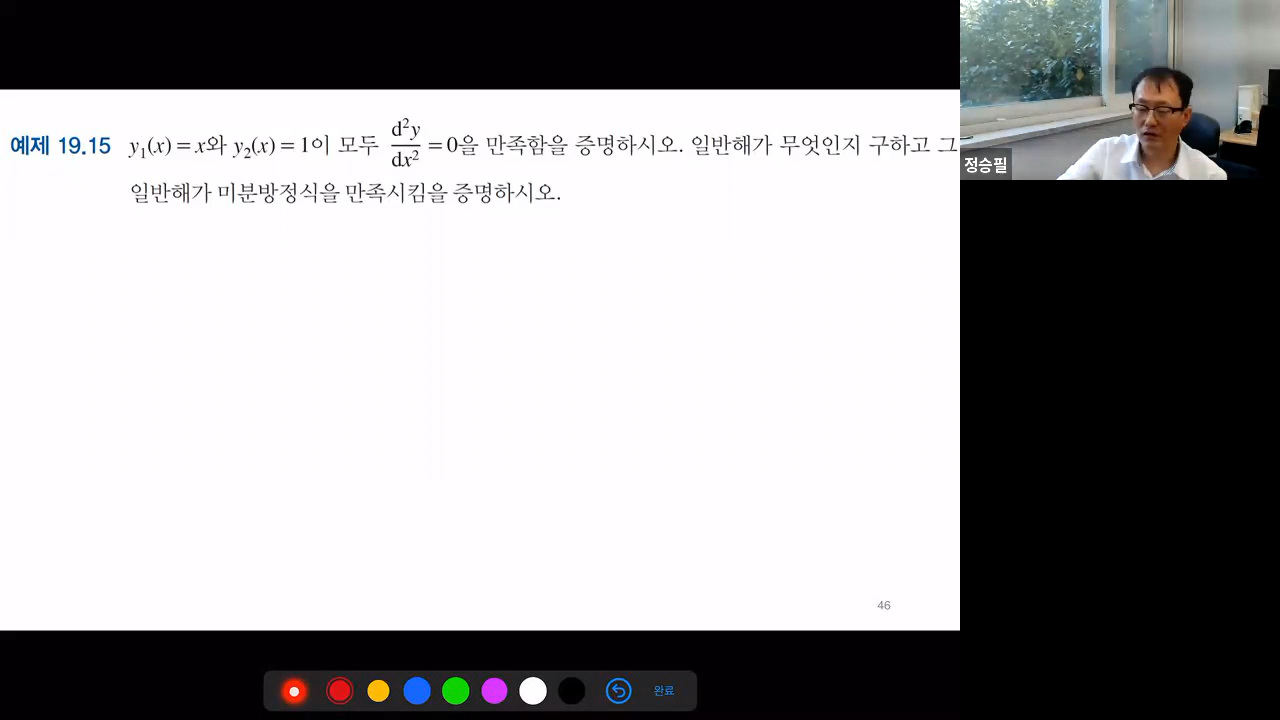 예제 19.15 y₁(x) = x와 y₂(x) = 1이 모두 d²y/dx² = 0을 만족함을 증명하시오. 일반해가 무엇인지 구하고 그
일반해가 미분방정식을 만족시킴을 증명하시오.
정승필
46
완료